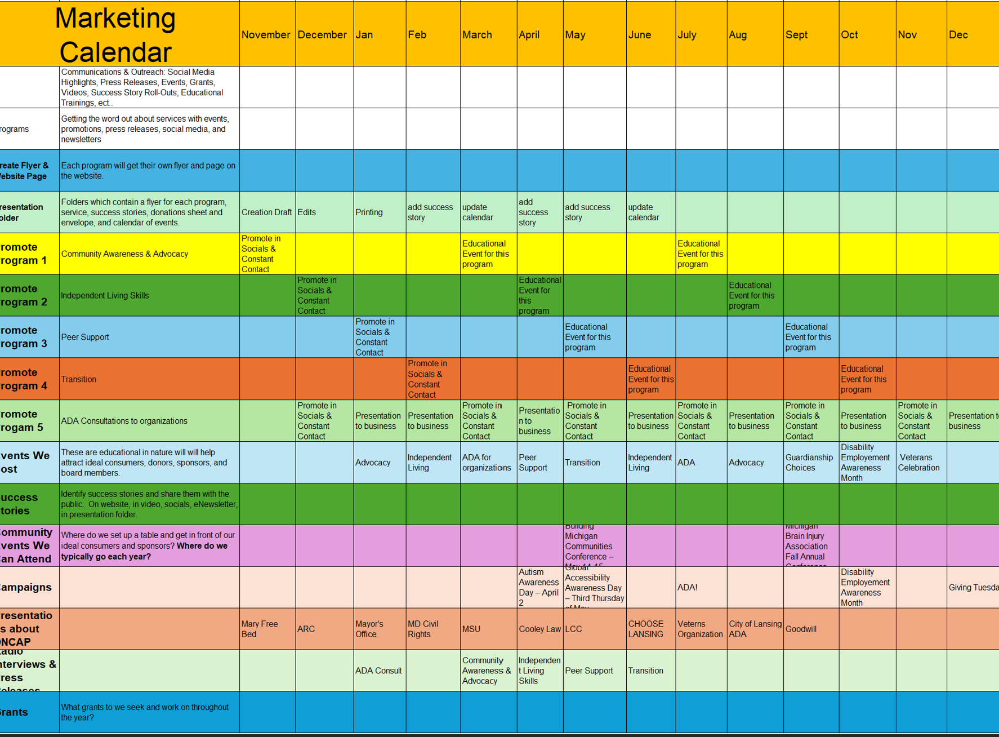 Marketing
Calendar
November December Jan Feb March April May June July Aug Sept Oct Nov Dec
Communications & Outreach: Social Media
Highlights, Press Releases, Events, Grants,
Videos, Success Story Roll-Outs, Educational
Trainings, ect..
rograms
Getting the word out about services with events,
promotions, press releases, social media, and
newsletters
reate Flyer &
ebsite Page
Each program will get their own flyer and page on
the website.
resentation
older
Folders which contain a flyer for each program,
service, success stories, donations sheet and
envelope, and calendar of events.
Creation Draft
Edits
Printing
add success
story
update
calendar
add
success
story
add success
story
update
calendar
romote
rogram 1
Community Awareness & Advocacy
Promote in
Socials &
Constant
Contact
Educational
Event for this
program
Educational
Event for this
program
romote
rogram 2
Independent Living Skills
Promote in
Socials &
Constant
Contact
Educational
Event for
this
program
Educational
Event for this
program
romote
rogram 3
Peer Support
Promote in
Socials &
Constant
Contact
Educational
Event for this
program
Educational
Event for this
program
romote
rogram 4
Transition
Promote in
Socials &
Constant
Contact
Educational
Event for this
program
Educational
Event for this
program
romote
Progam 5
ADA Consultations to organizations
Promote in
Socials &
Constant
Contact
Presentation
to business
Presentation
to business
Promote in
Socials &
Constant
Contact
Presentatio
n to
business
Promote in
Socials &
Constant
Contact
Presentation
to business
Promote in
Socials &
Constant
Contact
Presentation
to business
Promote in
Socials &
Constant
Contact
Presentation
to business
Promote in
Socials &
Constant
Contact
Presentation t
business
vents We
ost
These are educational in nature will will help
attract ideal consumers, donors, sponsors, and
board members.
Advocacy
Independent
Living
ADA for
organizations
Peer
Support
Transition
Independent
Living
ADA
Advocacy
Guardianship
Choices
Disability
Employement
Awareness
Month
Veterans
Celebration
uccess
tories
Identify success stories and share them with the
public. On website, in video, socials, eNewsletter,
in presentation folder.
ommunity
vents We
an Attend
Where do we set up a table and get in front of our
ideal consumers and sponsors? Where do we
typically go each year?
Building
Michigan
Communities
Conference –
May 14-15
Michigan
Brain Injury
Association
Fall Annual
Conference
ampaigns
Autism
Awareness
Day – April
2
Global
Accessibility
Awareness Day
– Third Thursday
of May
ADA!
Disability
Employement
Awareness
Month
Giving Tuesda
resentatio
s about
NCAP
Mary Free
Bed
ARC
Mayor's
Office
MD Civil
Rights
MSU
Cooley Law
LCC
CHOOSE
LANSING
Veterns
Organization
City of Lansing
ADA
Goodwill
adio
nterviews &
ress
eleases
ADA Consult
Community
Awareness &
Advocacy
Independen
t Living
Skills
Peer Support
Transition
rants
What grants to we seek and work on throughout
the year?